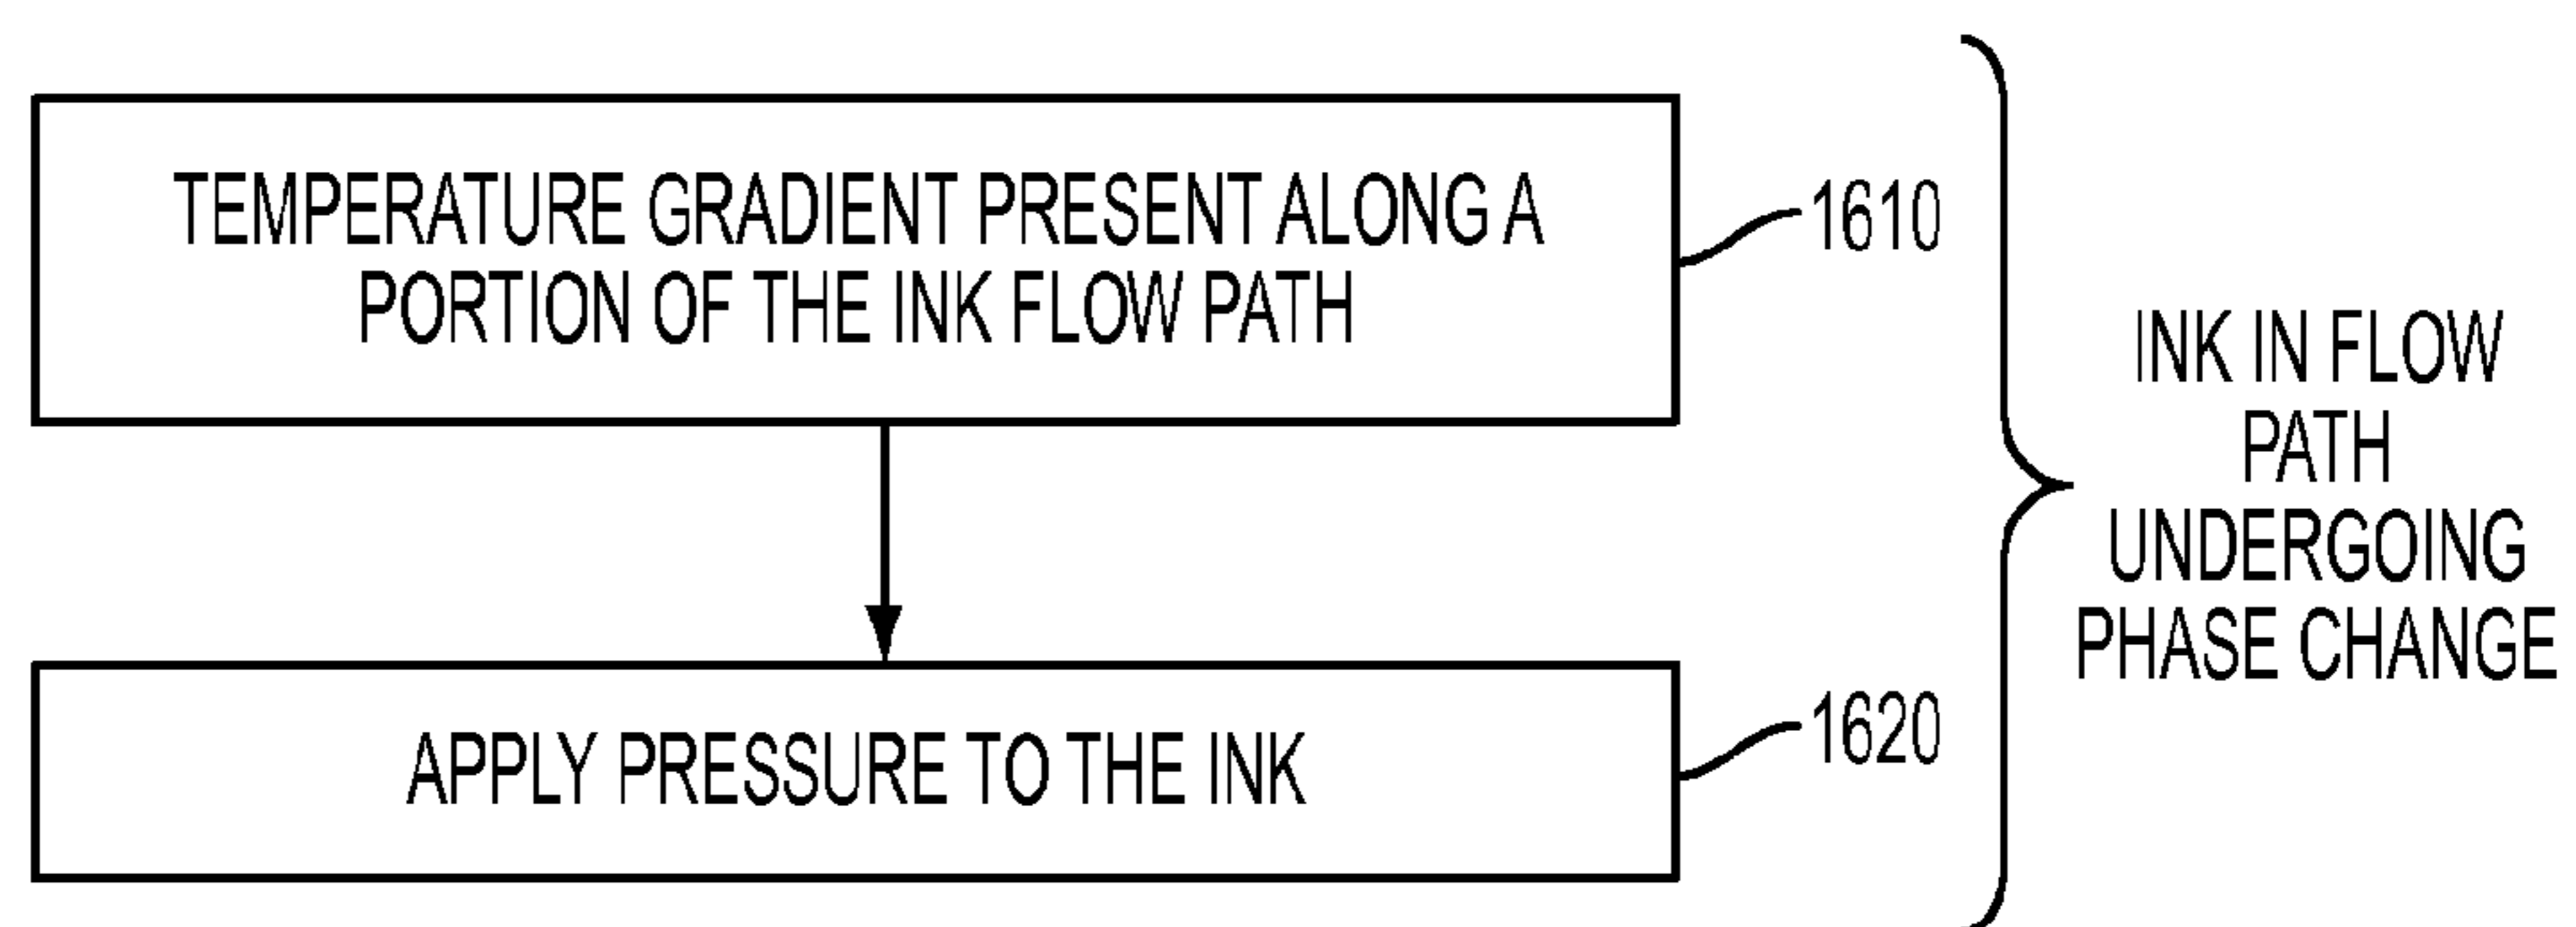 TEMPERATURE GRADIENT PRESENT ALONG A
PORTION OF THE INK FLOW PATH
1610
APPLY PRESSURE TO THE INK
1620
INK IN FLOW
PATH
UNDERGOING
PHASE CHANGE